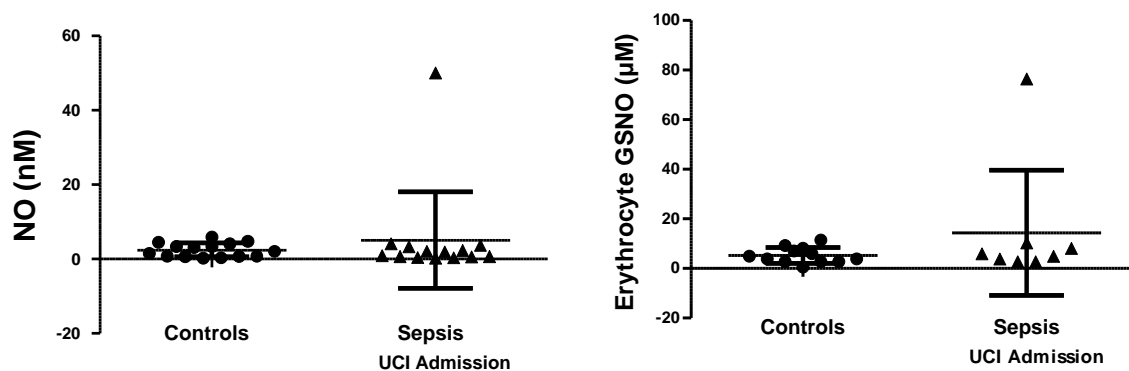 NO (nM)
60
40
20
0
-20
Controls
Sepsis
UCI Admission
Erythrocyte GSNO (µM)
100
80
60
40
20
0
-20
Controls
Sepsis
UCI Admission